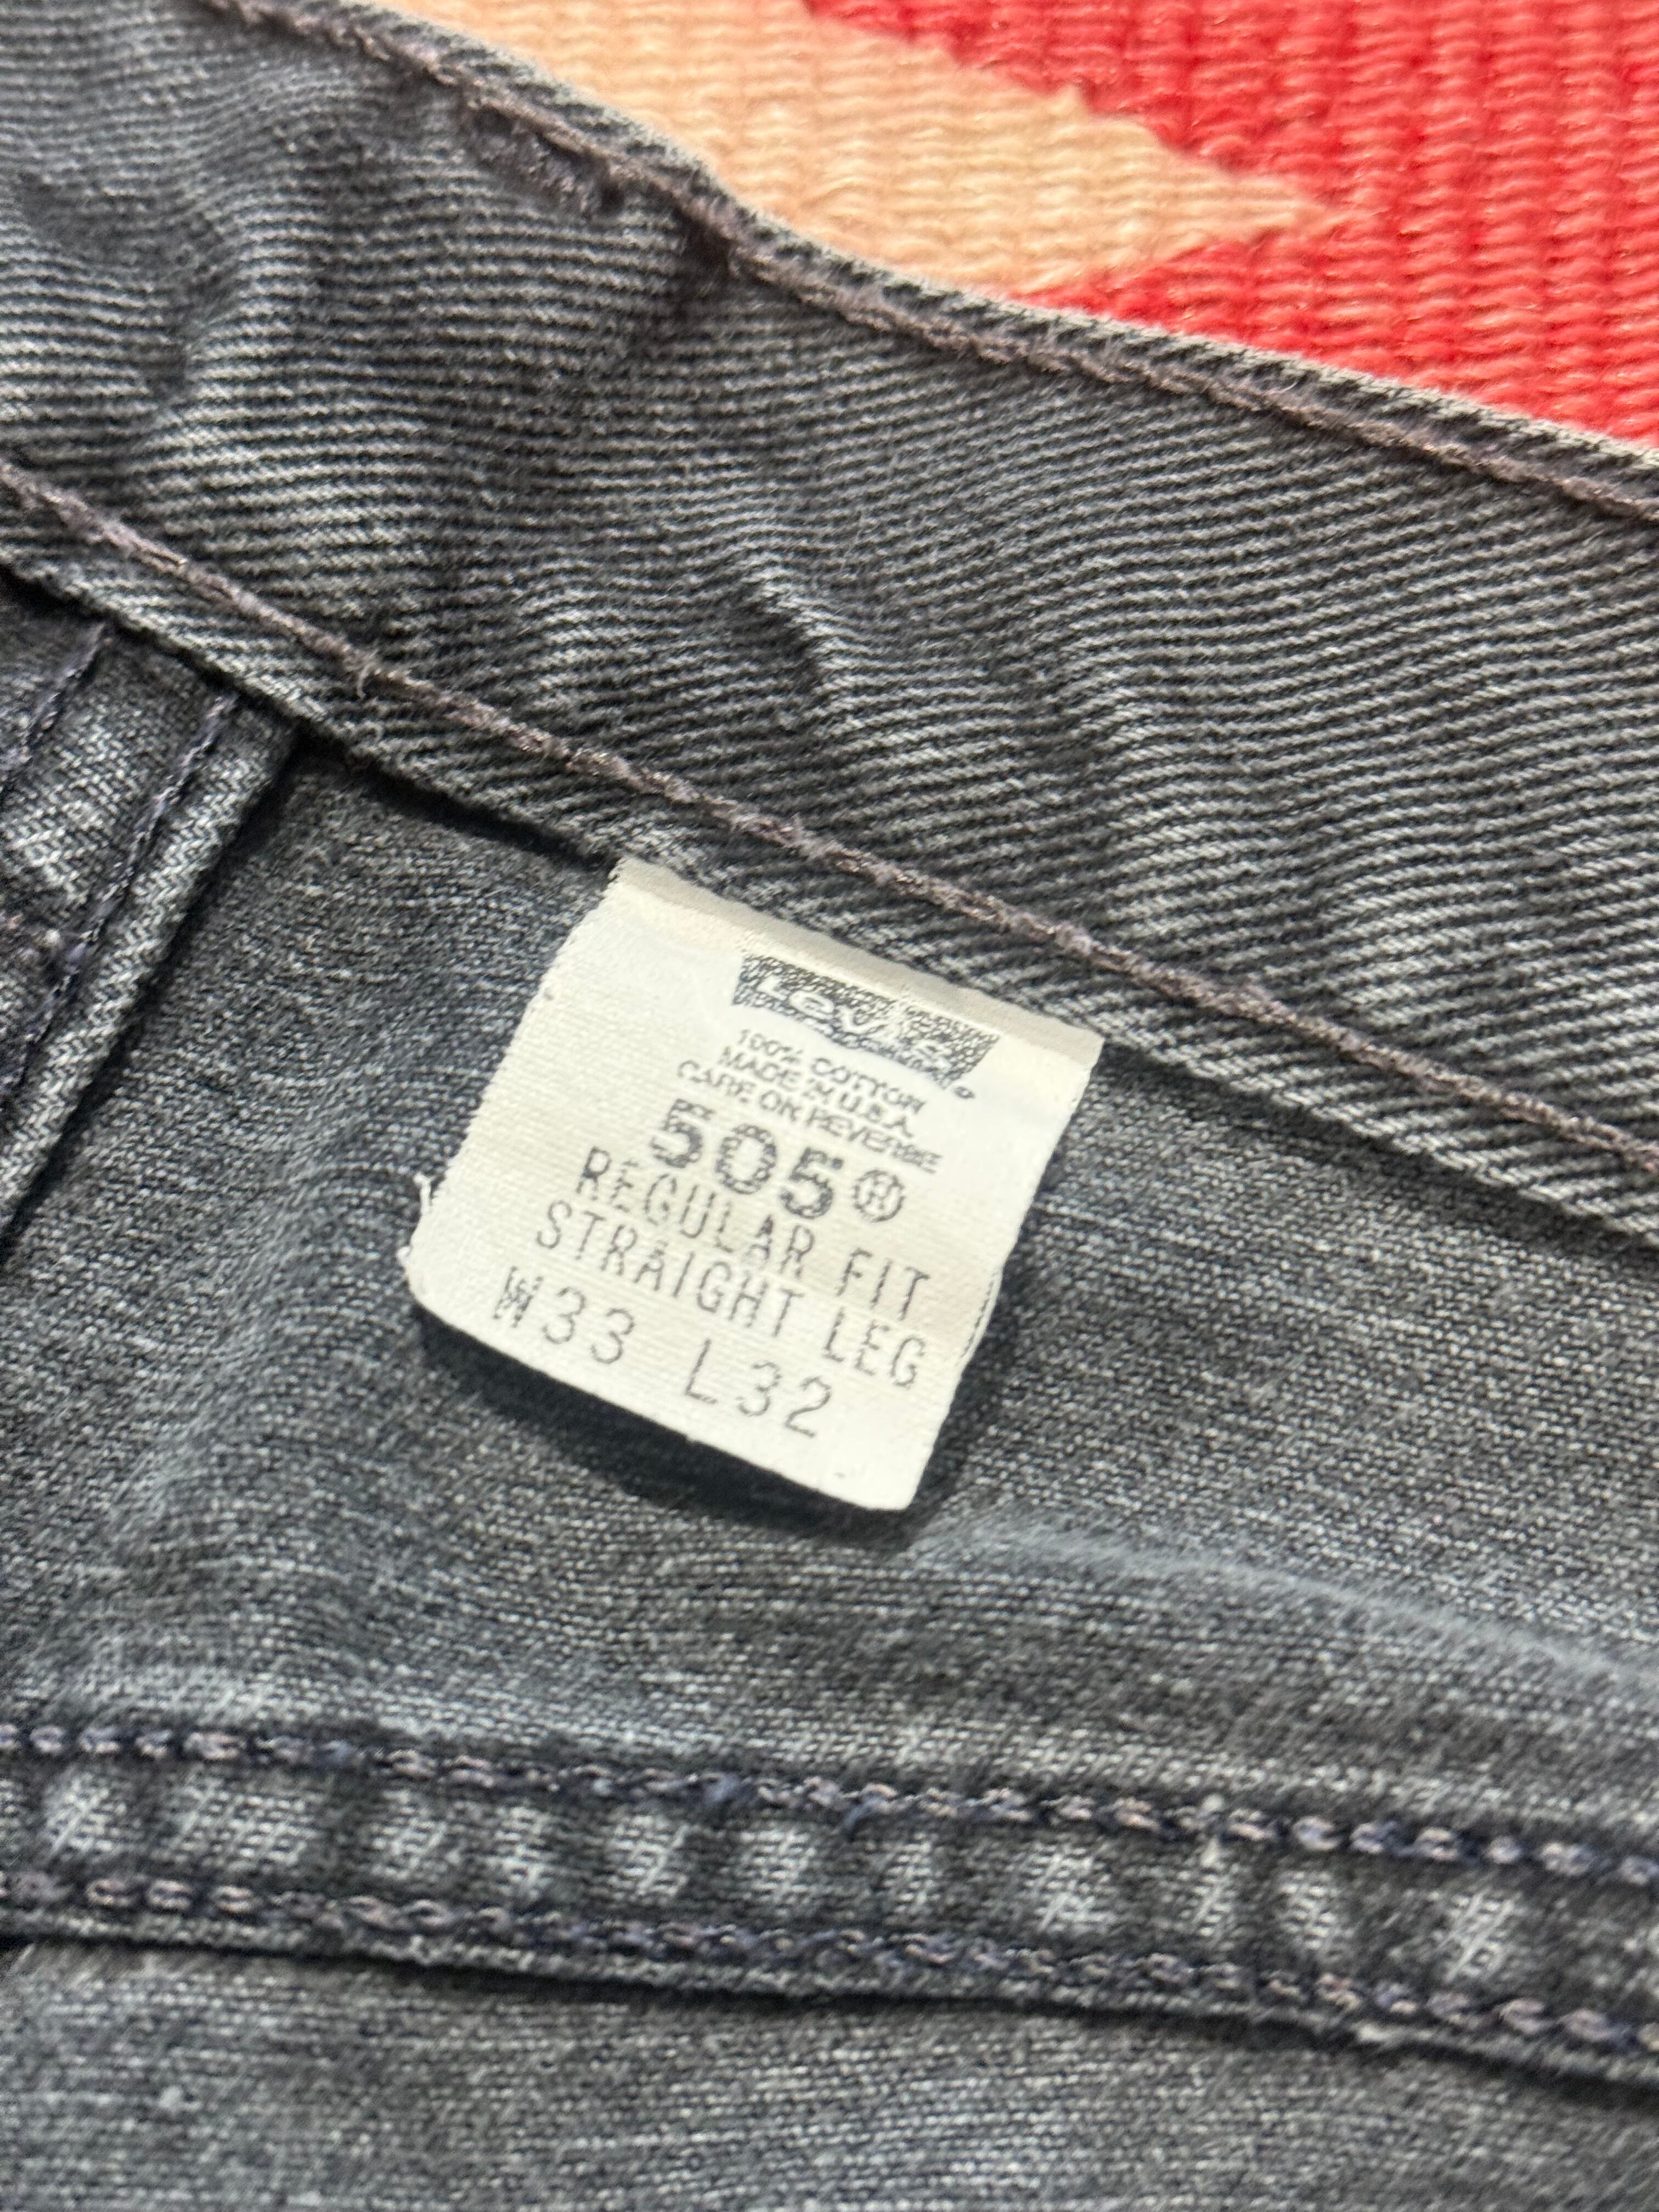 Levi's
100% COTTON
MADE IN U.S.A.
CARE ON REVERSE
505®
REGULAR FIT
STRAIGHT LEG
W33 L32